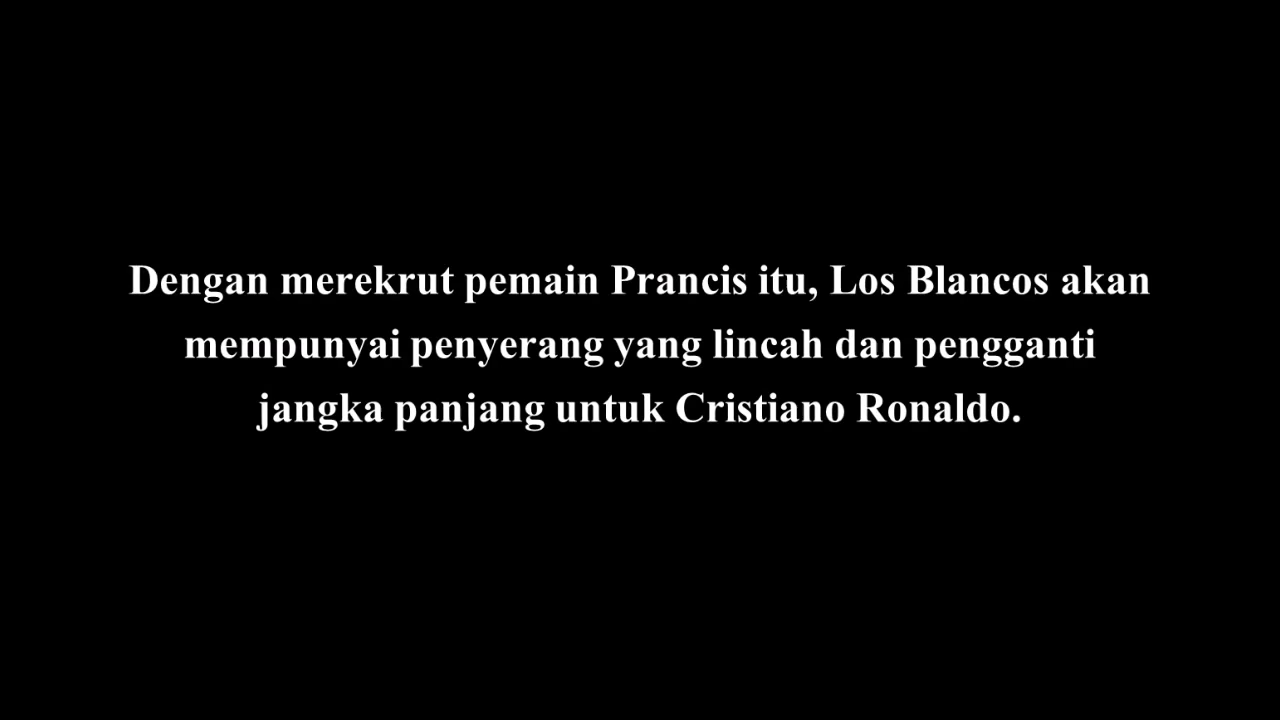 Dengan merekrut pemain Prancis itu, Los Blancos akan
mempunyai penyerang yang lincah dan pengganti
jangka panjang untuk Cristiano Ronaldo.